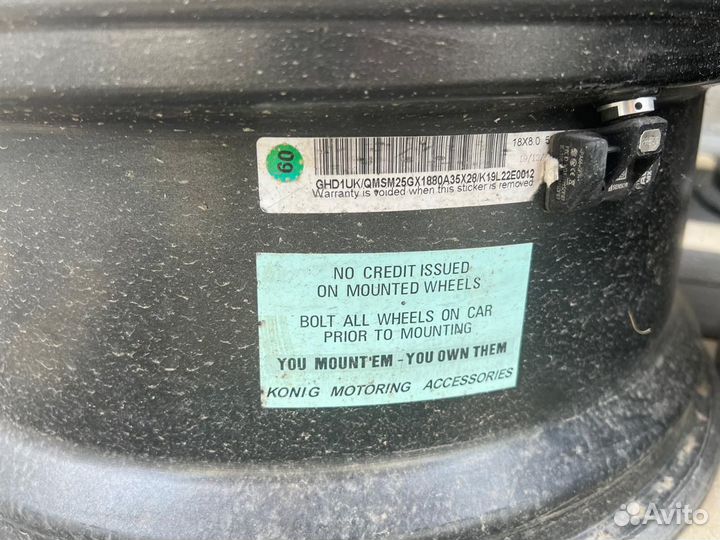 60
18X8.0
GHD1UK/QMSM25GX1880A35X26/K19L22E0012
Warranty is voided when this sticker is removed
NO CREDIT ISSUED
ON MOUNTED WHEELS
BOLT ALL WHEELS ON CAR
PRIOR TO MOUNTING
YOU MOUNT'EM - YOU OWN THEM
KONIG MOTORING ACCESSORIES
Avito